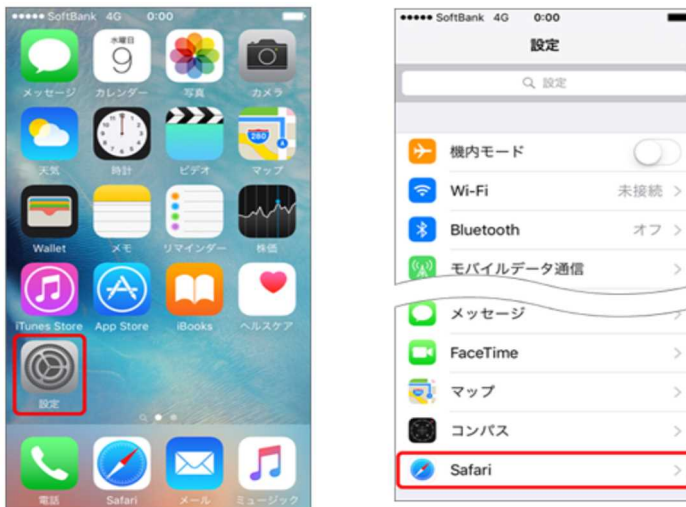 SoftBank 4G 0:00
水曜日
9
メッセージ カレンダー 写真 カメラ
280
天気 時計 ビデオ マップ
Wallet メモ リマインダー 株価
iTunes Store App Store iBooks ヘルスケア
設定
電話 Safari メール ミュージック
SoftBank 4G 0:00
設定
設定
機内モード
Wi-Fi 未接続
Bluetooth オフ
モバイルデータ通信
メッセージ
FaceTime
マップ
コンパス
Safari